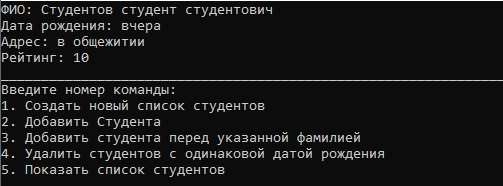 ФИО: Студентов студент студентович
Дата рождения: вчера
Адрес: в общежитии
Рейтинг: 10
Введите номер команды:
1. Создать новый список студентов
2. Добавить Студента
3. Добавить студента перед указанной фамилией
4. Удалить студентов с одинаковой датой рождения
5. Показать список студентов